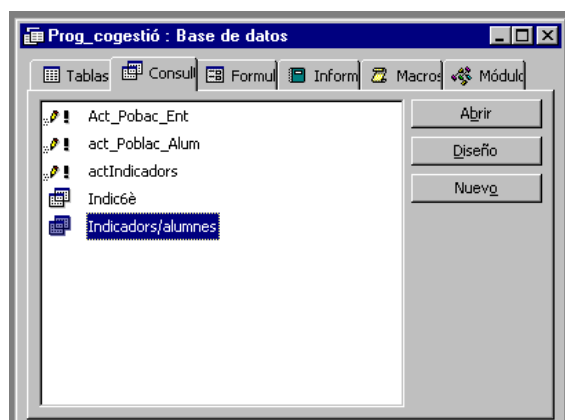 Prog_cogestió : Base de datos
Tablas Consul Formul Inform Macros Módulo
Act_Pobac_Ent
act_Poblac_Alum
actIndicadors
Indic6è
Indicadors/alumnes
Abrir
Diseño
Nuevo